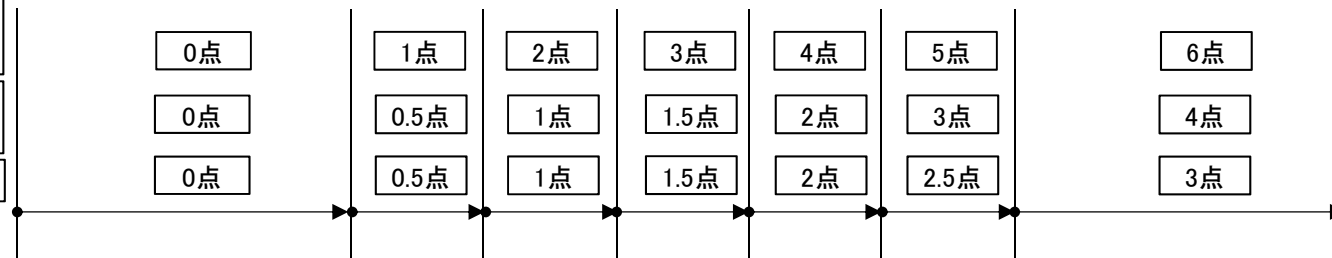 0点 1点 2点 3点 4点 5点 6点
0点 0.5点 1点 1.5点 2点 3点 4点
0点 0.5点 1点 1.5点 2点 2.5点 3点